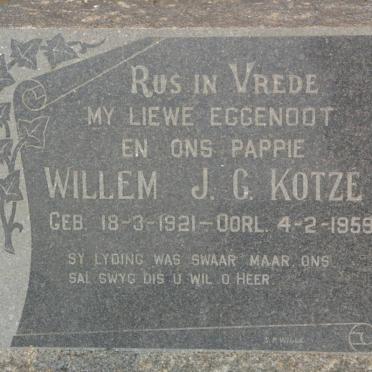 RUS IN VREDE
MY LIEWE EGGENOOT
EN ONS PAPPIE
WILLEM J. G. KOTZE
GEB. 18-3-1921-OORL. 4-2-1959
SY LYDING WAS SWAAR MAAR ONS
SAL SWYG DIS U WIL O HEER